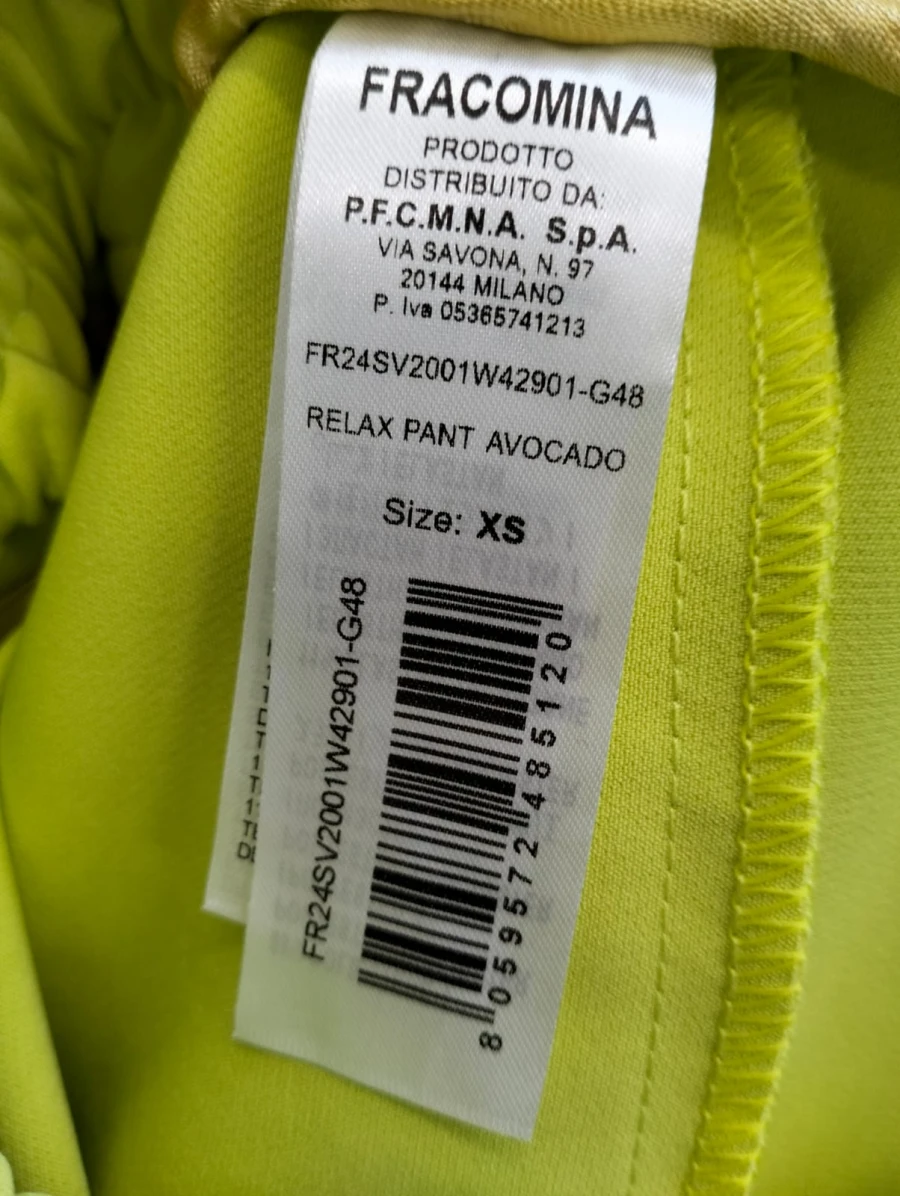 FRACOMINA
PRODOTTO
DISTRIBUITO DA:
P.F.C.M.N.A. S.p.A.
VIA SAVONA, N. 97
20144 MILANO
P. Iva 05365741213
FR24SV2001W42901-G48
RELAX PANT AVOCADO
Size: XS
FR24SV2001W42901-G48
8059572485120